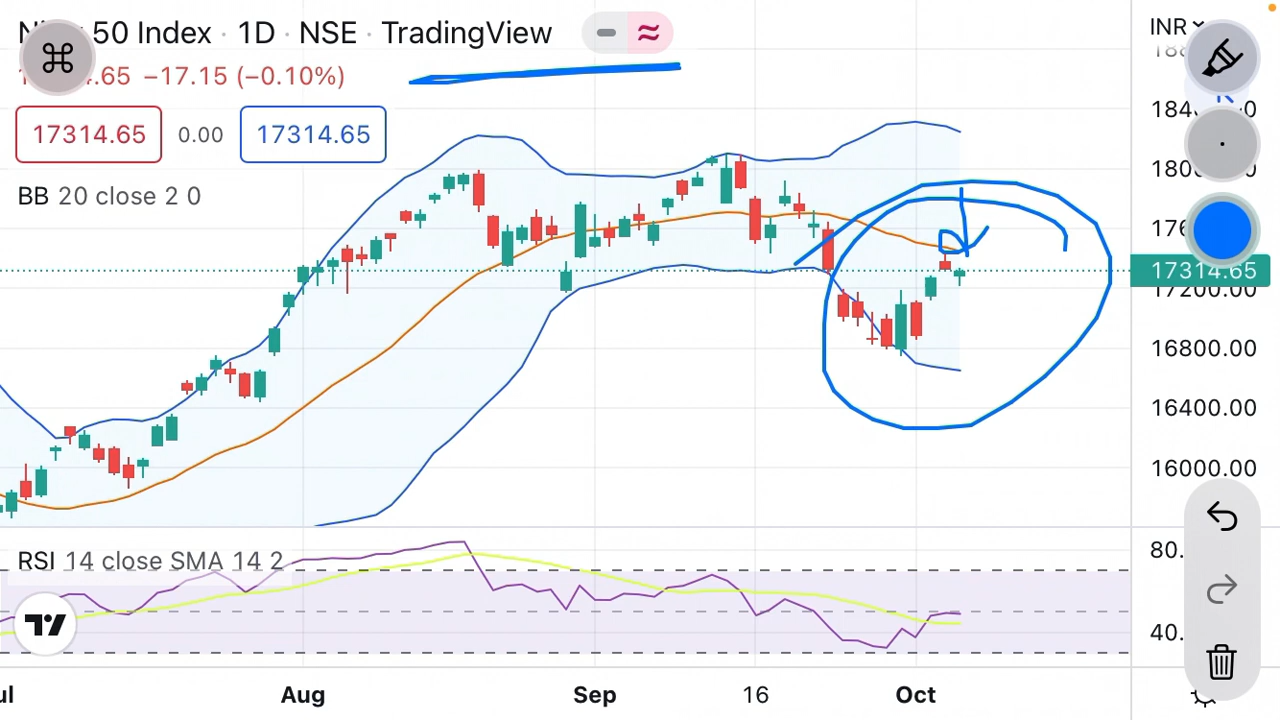 50 Index · 1D · NSE · TradingView
INR
.65 −17.15 (−0.10%)
17314.65 0.00 17314.65
BB 20 close 2 0
17314.65
17200.00
16800.00
16400.00
16000.00
RSI 14 close SMA 14 2
80.
40.
Aug Sep 16 Oct